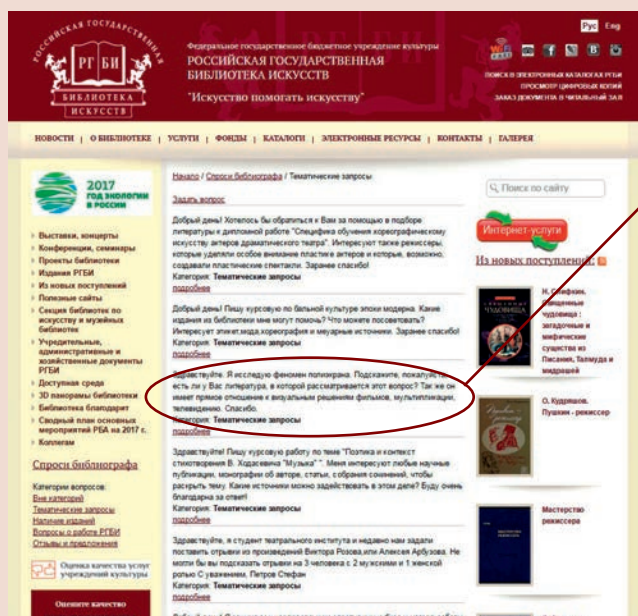 РОССИЙСКАЯ ГОСУДАРСТВЕННАЯ
РГ БИ
БИБЛИОТЕКА
ИСКУССТВ
Федеральное государственное бюджетное учреждение культуры
РОССИЙСКАЯ ГОСУДАРСТВЕННАЯ
БИБЛИОТЕКА ИСКУССТВ
"Искусство помогать искусству"
Рус Eng
ПОИСК В ЭЛЕКТРОННЫХ КАТАЛОГАХ РГБИ
ПРОСМОТР ЦИФРОВЫХ КОПИЙ
ЗАКАЗ ДОКУМЕНТА В ЧИТАЛЬНЫЙ ЗАЛ
НОВОСТИ | О БИБЛИОТЕКЕ | УСЛУГИ | ФОНДЫ | КАТАЛОГИ | ЭЛЕКТРОННЫЕ РЕСУРСЫ | КОНТАКТЫ | ГАЛЕРЕЯ
2017
ГОД ЭКОЛОГИИ
В РОССИИ
Выставки, концерты
Конференции, семинары
Проекты библиотеки
Издания РГБИ
Из новых поступлений
Полезные сайты
Секция библиотек по
искусству и музейных
библиотек
Учредительные,
административные и
хозяйственные документы
РГБИ
Доступная среда
3D панорамы библиотеки
Библиотека благодарит
Сводный план основных
мероприятий РБА на 2017 г.
Коллегам
Спроси библиографа
Категории вопросов:
Вне категорий
Тематические запросы
Наличие изданий
Вопросы о работе РГБИ
Отзывы и предложения
Оценка качества услуг
учреждений культуры
Оцените качество
Начало / Спроси библиографа / Тематические запросы
Задать вопрос
Добрый день! Хотелось бы обратиться к Вам за помощью в подборе
литературы к дипломной работе "Специфика обучения хореографическому
искусству актеров драматического театра". Интересуют также режиссеры,
которые уделяли особое внимание пластике актеров и которые, возможно,
создавали пластические спектакли. Заранее спасибо!
Категория: Тематические запросы
подробнее
Добрый день! Пишу курсовую по бальной культуре эпохи модерна. Какие
издания из библиотеки мне могут помочь? Что можете посоветовать?
Интересует этикет,мода,хореография и меуарные источники. Заранее спасибо!
Категория: Тематические запросы
подробнее
Здравствуйте. Я исследую феномен полиэкрана. Подскажите, пожалуйста,
есть ли у Вас литература, в которой рассматривается этот вопрос? Так же он
имеет прямое отношение к визуальным решениям фильмов, мультипликации,
телевидению. Спасибо.
Категория: Тематические запросы
подробнее
Здравствуйте! Пишу курсовую работу по теме "Поэтика и контекст
стихотворения В. Ходасевича "Музыка" ". Меня интересуют любые научные
публикации, монографии об авторе, статьи, собрания сочинений, чтобы
раскрыть тему. Какие источники можно задействовать в этом деле? Буду очень
благодарна за ответ!
Категория: Тематические запросы
подробнее
Здравствуйте, я студент театрального института и недавно нам задали
поставить отрывки из произведений Виктора Розова,или Алексея Арбузова. Не
могли бы вы подсказать отрывки на 3 человека с 2 мужскими и 1 женской
ролью С уважением, Петров Стефан
Категория: Тематические запросы
подробнее
Поиск по сайту
Интернет-услуги
Из новых поступлений:
чудовища :
загадочные и
мифические
существа из
Писания, Талмуда и
мидрашей
О. Кудряшов.
Пушкин - режиссер
Мастерство
режиссера